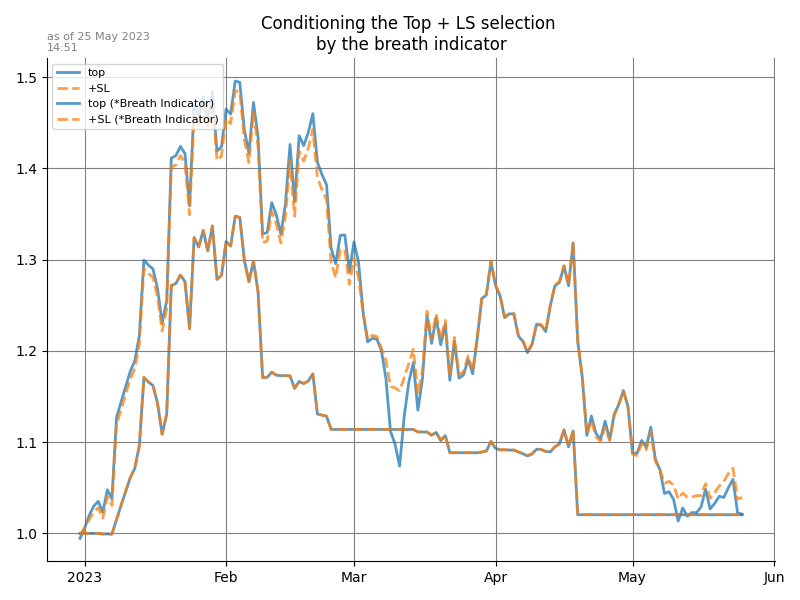 Conditioning the Top + LS selection
by the breath indicator
as of 25 May 2023
14:51
top
+SL
top (*Breath Indicator)
+SL (*Breath Indicator)
1.5
1.4
1.3
1.2
1.1
1.0
2023 Feb Mar Apr May Jun